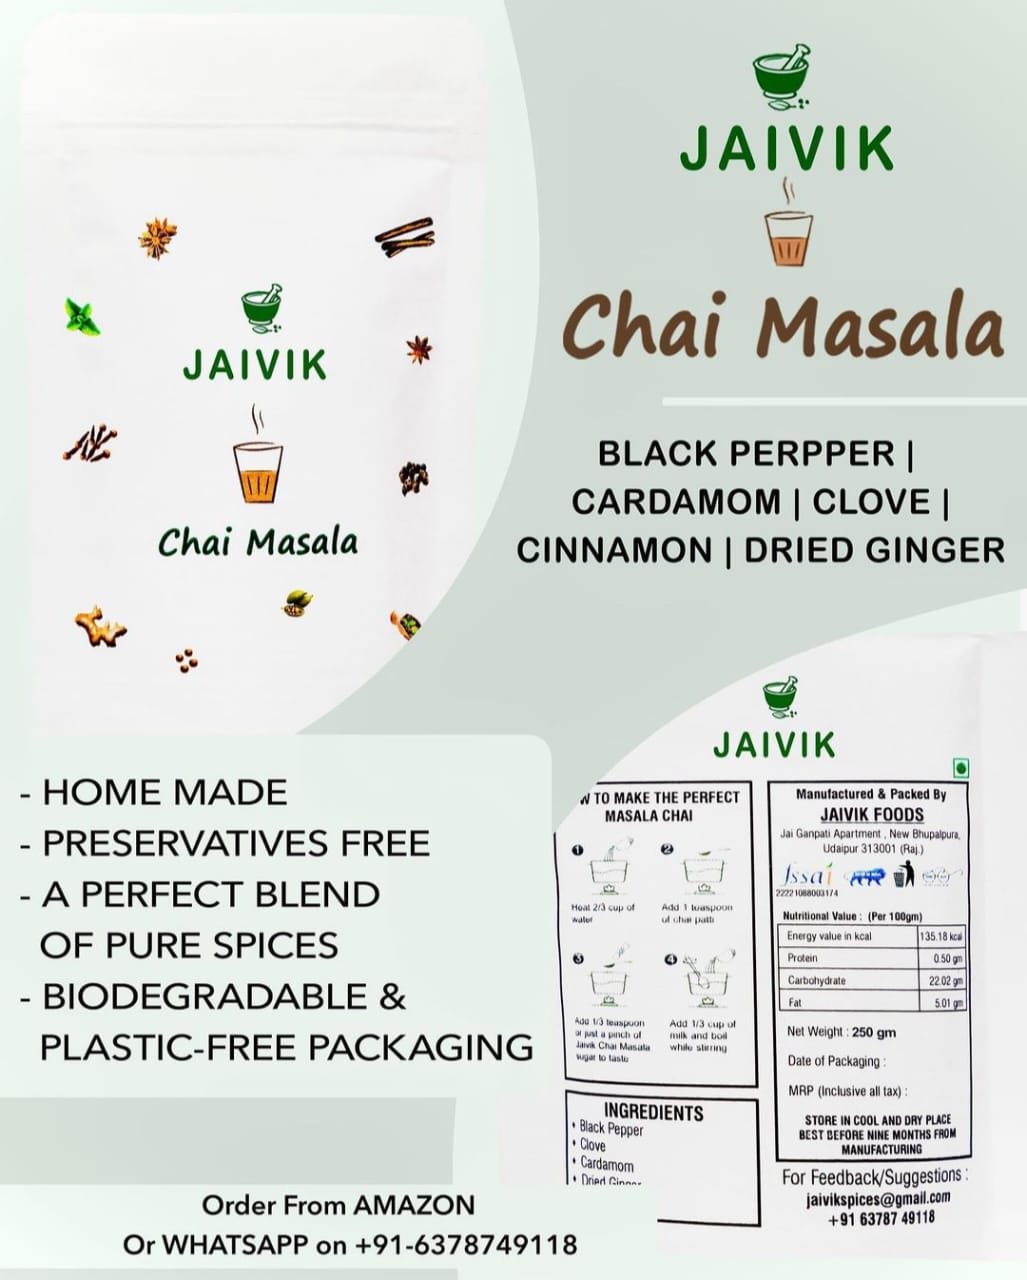 JAIVIK
Chai Masala
JAIVIK
Chai Masala
BLACK PERPPER |
CARDAMOM | CLOVE |
CINNAMON | DRIED GINGER
- HOME MADE
- PRESERVATIVES FREE
- A PERFECT BLEND
OF PURE SPICES
- BIODEGRADABLE &
PLASTIC-FREE PACKAGING
JAIVIK
W TO MAKE THE PERFECT
MASALA CHAI
1
2
Heat 2/3 cup of
water
Add 1 teaspoon
of chai patti
3
4
Add 1/3 teaspoon
or just a pinch of
Jaivik Chai Masala
sugar to taste
Add 1/3 cup of
milk and boil
while stirring
INGREDIENTS
• Black Pepper
• Clove
• Cardamom
• Dried Ginger
Manufactured & Packed By
JAIVIK FOODS
Jai Ganpati Apartment , New Bhupalpura,
Udaipur 313001 (Raj.)
fssai
22221088003174
Nutritional Value : (Per 100gm)
Energy value in kcal 135.18 kcal
Protein 0.50 gm
Carbohydrate 22.02 gm
Fat 5.01 gm
Net Weight : 250 gm
Date of Packaging :
MRP (Inclusive all tax) :
STORE IN COOL AND DRY PLACE
BEST BEFORE NINE MONTHS FROM
MANUFACTURING
For Feedback/Suggestions :
jaivikspices@gmail.com
+91 63787 49118
Order From AMAZON
Or WHATSAPP on +91-6378749118